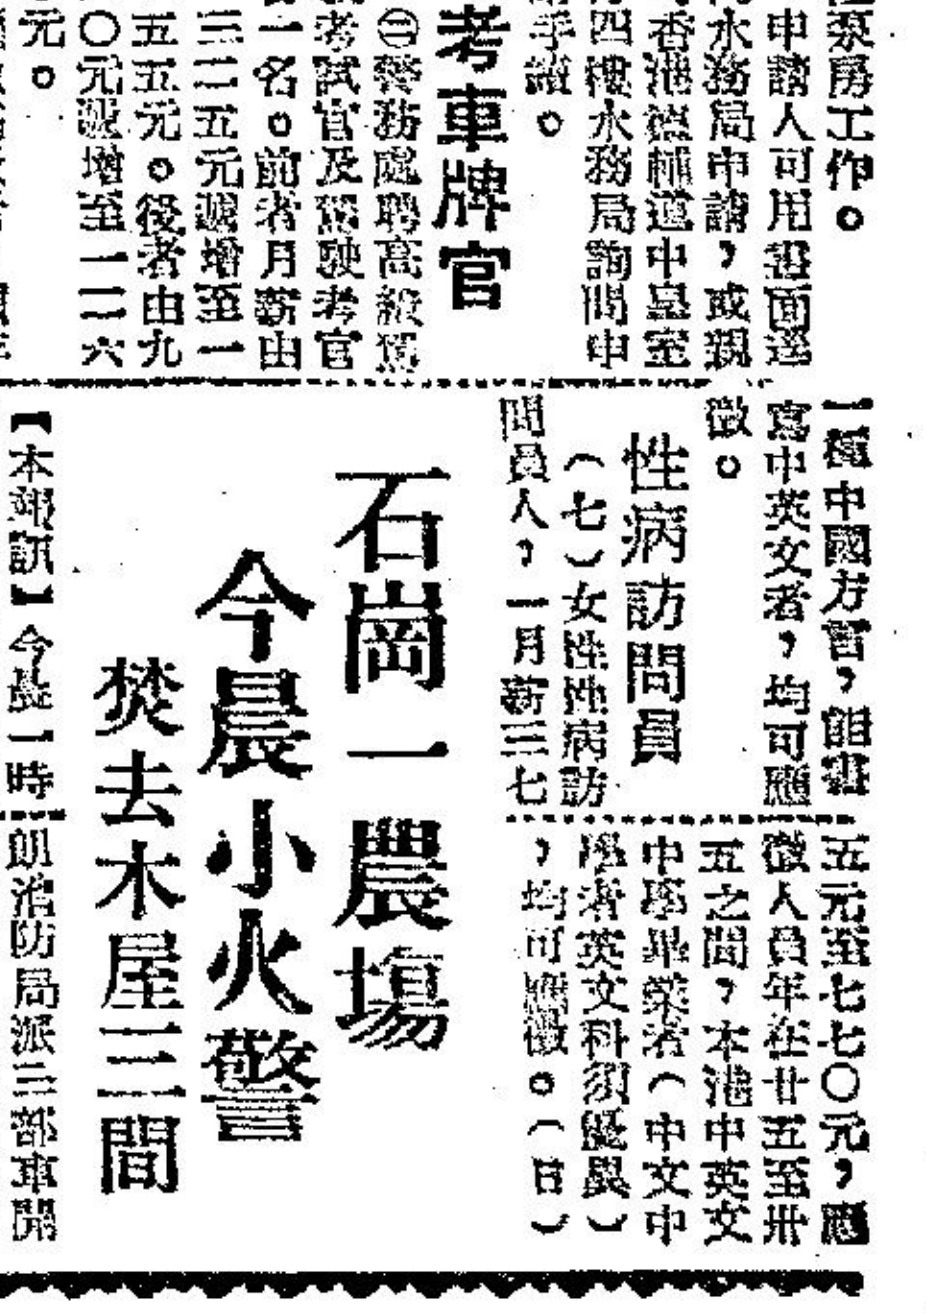 泵房工作。
申請人可用書面逕
水務局申請，或親
香港德輔道中皇室
四樓水務局詢問申
手續。
考車牌官
㊂警務處聘高級駕
考試官及駕駛考官
一名。前者月薪由
三二五元遞增至一
五五元。後者由九
〇元遞增至一二六
元。
一種中國方言，能書
寫中英文者，均可應
徵。
性病訪問員
（七）女性性病訪
問員人，一月薪三七
五元至七七〇元，應
徵人員年在廿五至卅
五之間，本港中英文
中學畢業者（中文中
學者英文科須優異）
，均可應徵。（日）
石崗一農塲
今晨小火警
焚去木屋三間
【本報訊】今晨一時
朗消防局派三部車開